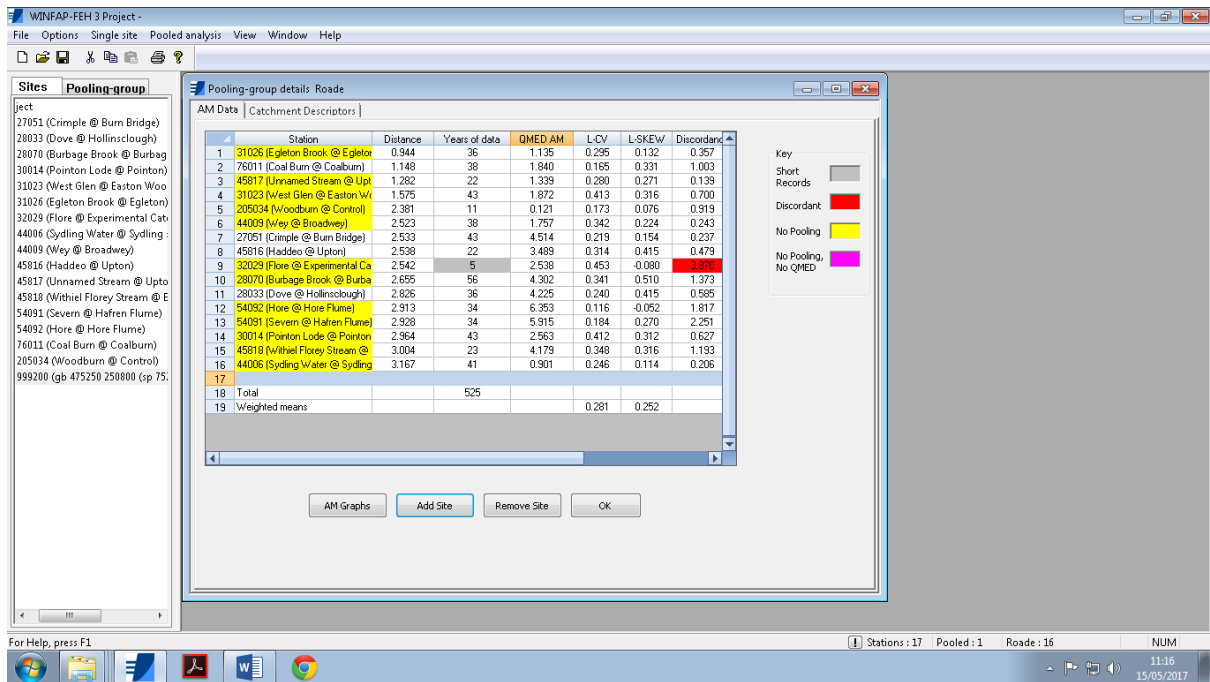 WINFAP-FEH 3 Project -
File Options Single site Pooled analysis View Window Help
Sites Pooling-group
ject
27051 (Crimple @ Burn Bridge)
28033 (Dove @ Hollinsclough)
28070 (Burbage Brook @ Burbag
30014 (Pointon Lode @ Pointon)
31023 (West Glen @ Easton Woo
31026 (Egleton Brook @ Egleton)
32029 (Flore @ Experimental Cat
44006 (Sydling Water @ Sydling
44009 (Wey @ Broadwey)
45816 (Haddeo @ Upton)
45817 (Unnamed Stream @ Upto
45818 (Withiel Florey Stream @ E
54091 (Severn @ Hafren Flume)
54092 (Hore @ Hore Flume)
76011 (Coal Burn @ Coalburn)
205034 (Woodburn @ Control)
999200 (gb 475250 250800 (sp 75
Pooling-group details Roade
AM Data Catchment Descriptors
Station Distance Years of data QMED AM L-CV L-SKEW Discordanc
1 31026 (Egleton Brook @ Egleton 0.944 36 1.135 0.295 0.132 0.357
2 76011 (Coal Burn @ Coalburn) 1.148 38 1.840 0.165 0.331 1.003
3 45817 (Unnamed Stream @ Upt 1.282 22 1.339 0.280 0.271 0.139
4 31023 (West Glen @ Easton Wo 1.575 43 1.872 0.413 0.316 0.700
5 205034 (Woodburn @ Control) 2.381 11 0.121 0.173 0.076 0.919
6 44009 (Wey @ Broadwey) 2.523 38 1.757 0.342 0.224 0.243
7 27051 (Crimple @ Burn Bridge) 2.533 43 4.514 0.219 0.154 0.237
8 45816 (Haddeo @ Upton) 2.538 22 3.489 0.314 0.415 0.479
9 32029 (Flore @ Experimental Ca 2.542 5 2.538 0.453 -0.080 3.870
10 28070 (Burbage Brook @ Burba 2.655 56 4.302 0.341 0.510 1.373
11 28033 (Dove @ Hollinsclough) 2.826 36 4.225 0.240 0.415 0.585
12 54092 (Hore @ Hore Flume) 2.913 34 6.353 0.116 -0.052 1.817
13 54091 (Severn @ Hafren Flume) 2.928 34 5.915 0.184 0.270 2.251
14 30014 (Pointon Lode @ Pointon 2.964 43 2.563 0.412 0.312 0.627
15 45818 (Withiel Florey Stream @ 3.004 23 4.179 0.348 0.316 1.193
16 44006 (Sydling Water @ Sydling 3.167 41 0.901 0.246 0.114 0.206
17
18 Total 525
19 Weighted means 0.281 0.252
Key
Short Records
Discordant
No Pooling
No Pooling, No QMED
AM Graphs Add Site Remove Site OK
For Help, press F1 Stations : 17 Pooled : 1 Roade : 16 NUM
11:16
15/05/2017